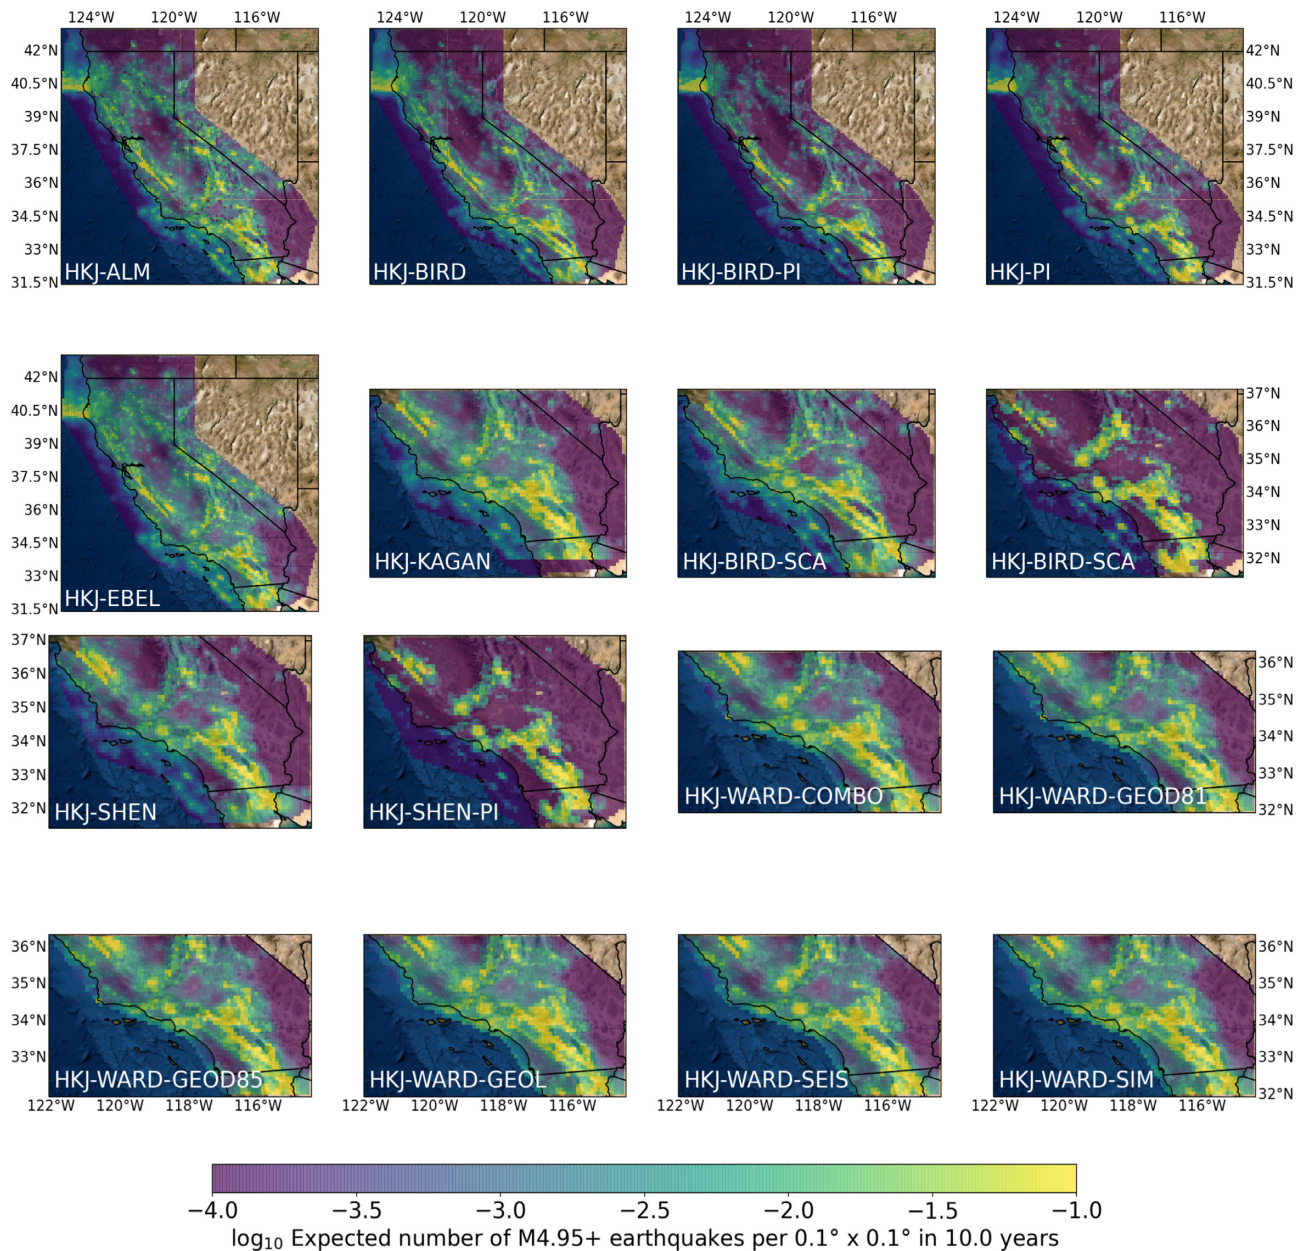 124°W 120°W 116°W 124°W 120°W 116°W
42°N 42°N
40.5°N 40.5°N
39°N 39°N
37.5°N 37.5°N
36°N 36°N
34.5°N 34.5°N
33°N 33°N
HKJ-ALM HKJ-BIRD HKJ-BIRD-PI HKJ-PI
31.5°N 31.5°N
42°N 37°N
40.5°N 36°N
39°N 35°N
37.5°N 34°N
36°N 33°N
34.5°N 32°N
33°N
HKJ-EBEL HKJ-KAGAN HKJ-BIRD-SCA HKJ-BIRD-SCA
31.5°N
37°N 36°N
36°N 35°N
35°N 34°N
34°N 33°N
33°N 32°N
32°N
HKJ-SHEN HKJ-SHEN-PI HKJ-WARD-COMBO HKJ-WARD-GEOD81
36°N 36°N
35°N 35°N
34°N 34°N
33°N 33°N
32°N
HKJ-WARD-GEOD85 HKJ-WARD-GEOL HKJ-WARD-SEIS HKJ-WARD-SIM
122°W 120°W 118°W 116°W 122°W 120°W 118°W 116°W 122°W 120°W 118°W 116°W 122°W 120°W 118°W 116°W
−4.0 −3.5 −3.0 −2.5 −2.0 −1.5 −1.0
log₁₀ Expected number of M4.95+ earthquakes per 0.1° x 0.1° in 10.0 years